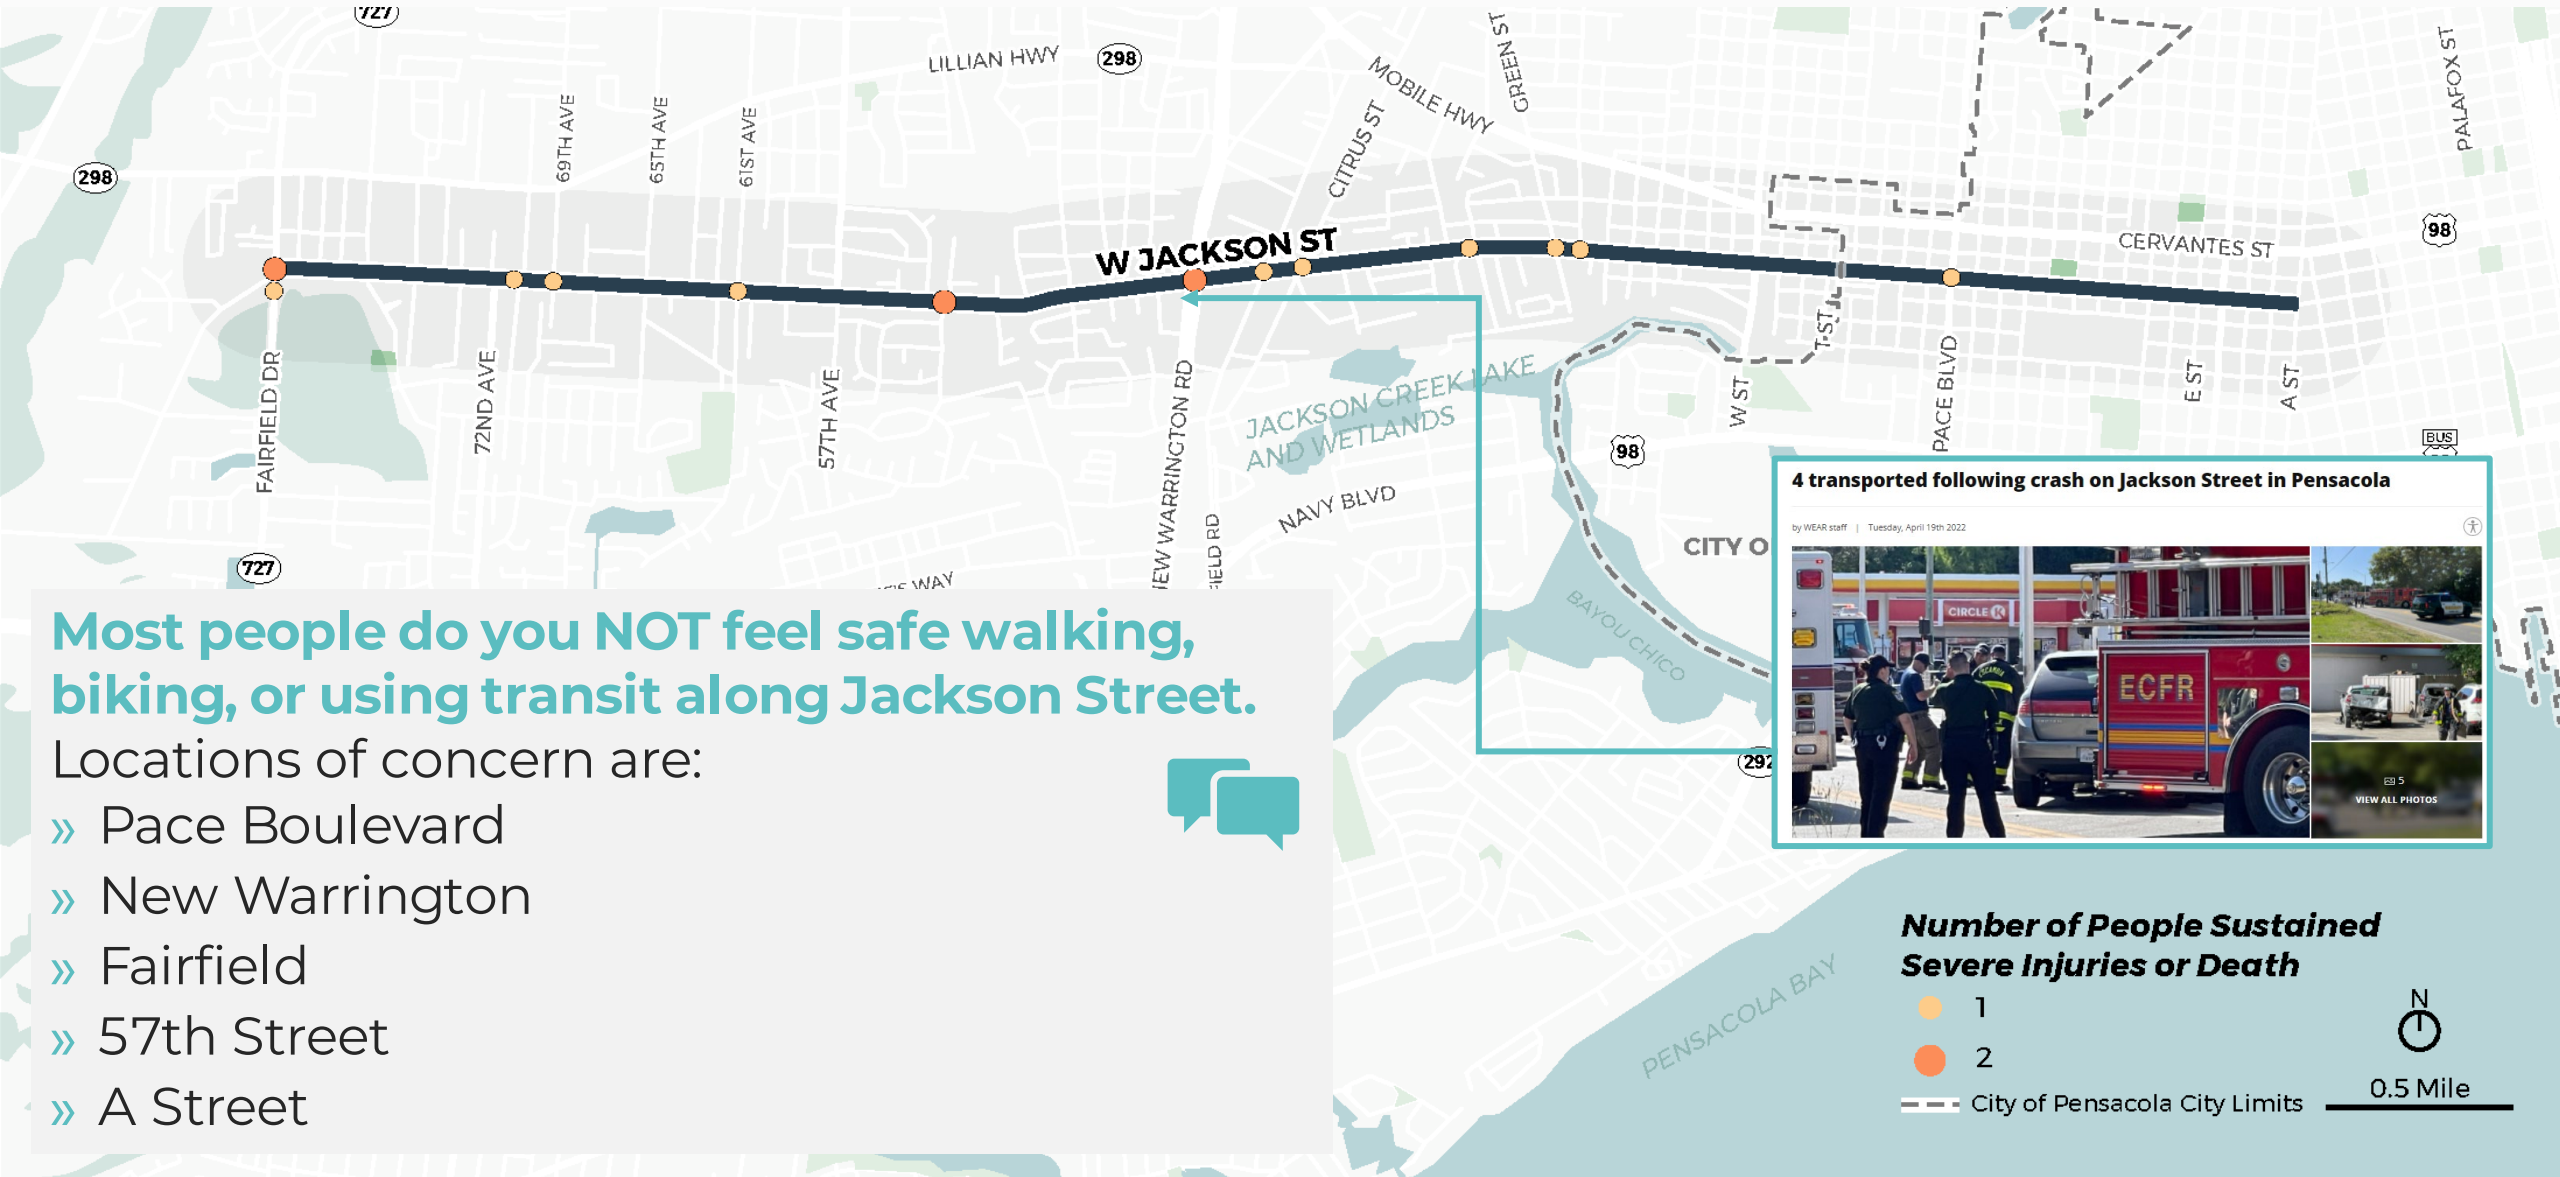 727
LILLIAN HWY
298
MOBILE HWY
GREEN ST
PALAFOX ST
69TH AVE
65TH AVE
61ST AVE
CITRUS ST
298
W JACKSON ST
CERVANTES ST
98
FAIRFIELD DR
72ND AVE
57TH AVE
NEW WARRINGTON RD
JACKSON CREEK LAKE
AND WETLANDS
T ST
W ST
PACE BLVD
E ST
A ST
98
BUS
NAVY BLVD
727
CITY O
BAYOU CHICO
292
4 transported following crash on Jackson Street in Pensacola
by WEAR staff | Tuesday, April 19th 2022
CIRCLE K
ECFR
5
VIEW ALL PHOTOS
Most people do you NOT feel safe walking,
biking, or using transit along Jackson Street.
Locations of concern are:
» Pace Boulevard
» New Warrington
» Fairfield
» 57th Street
» A Street
PENSACOLA BAY
Number of People Sustained
Severe Injuries or Death
1
2
City of Pensacola City Limits
N
0.5 Mile